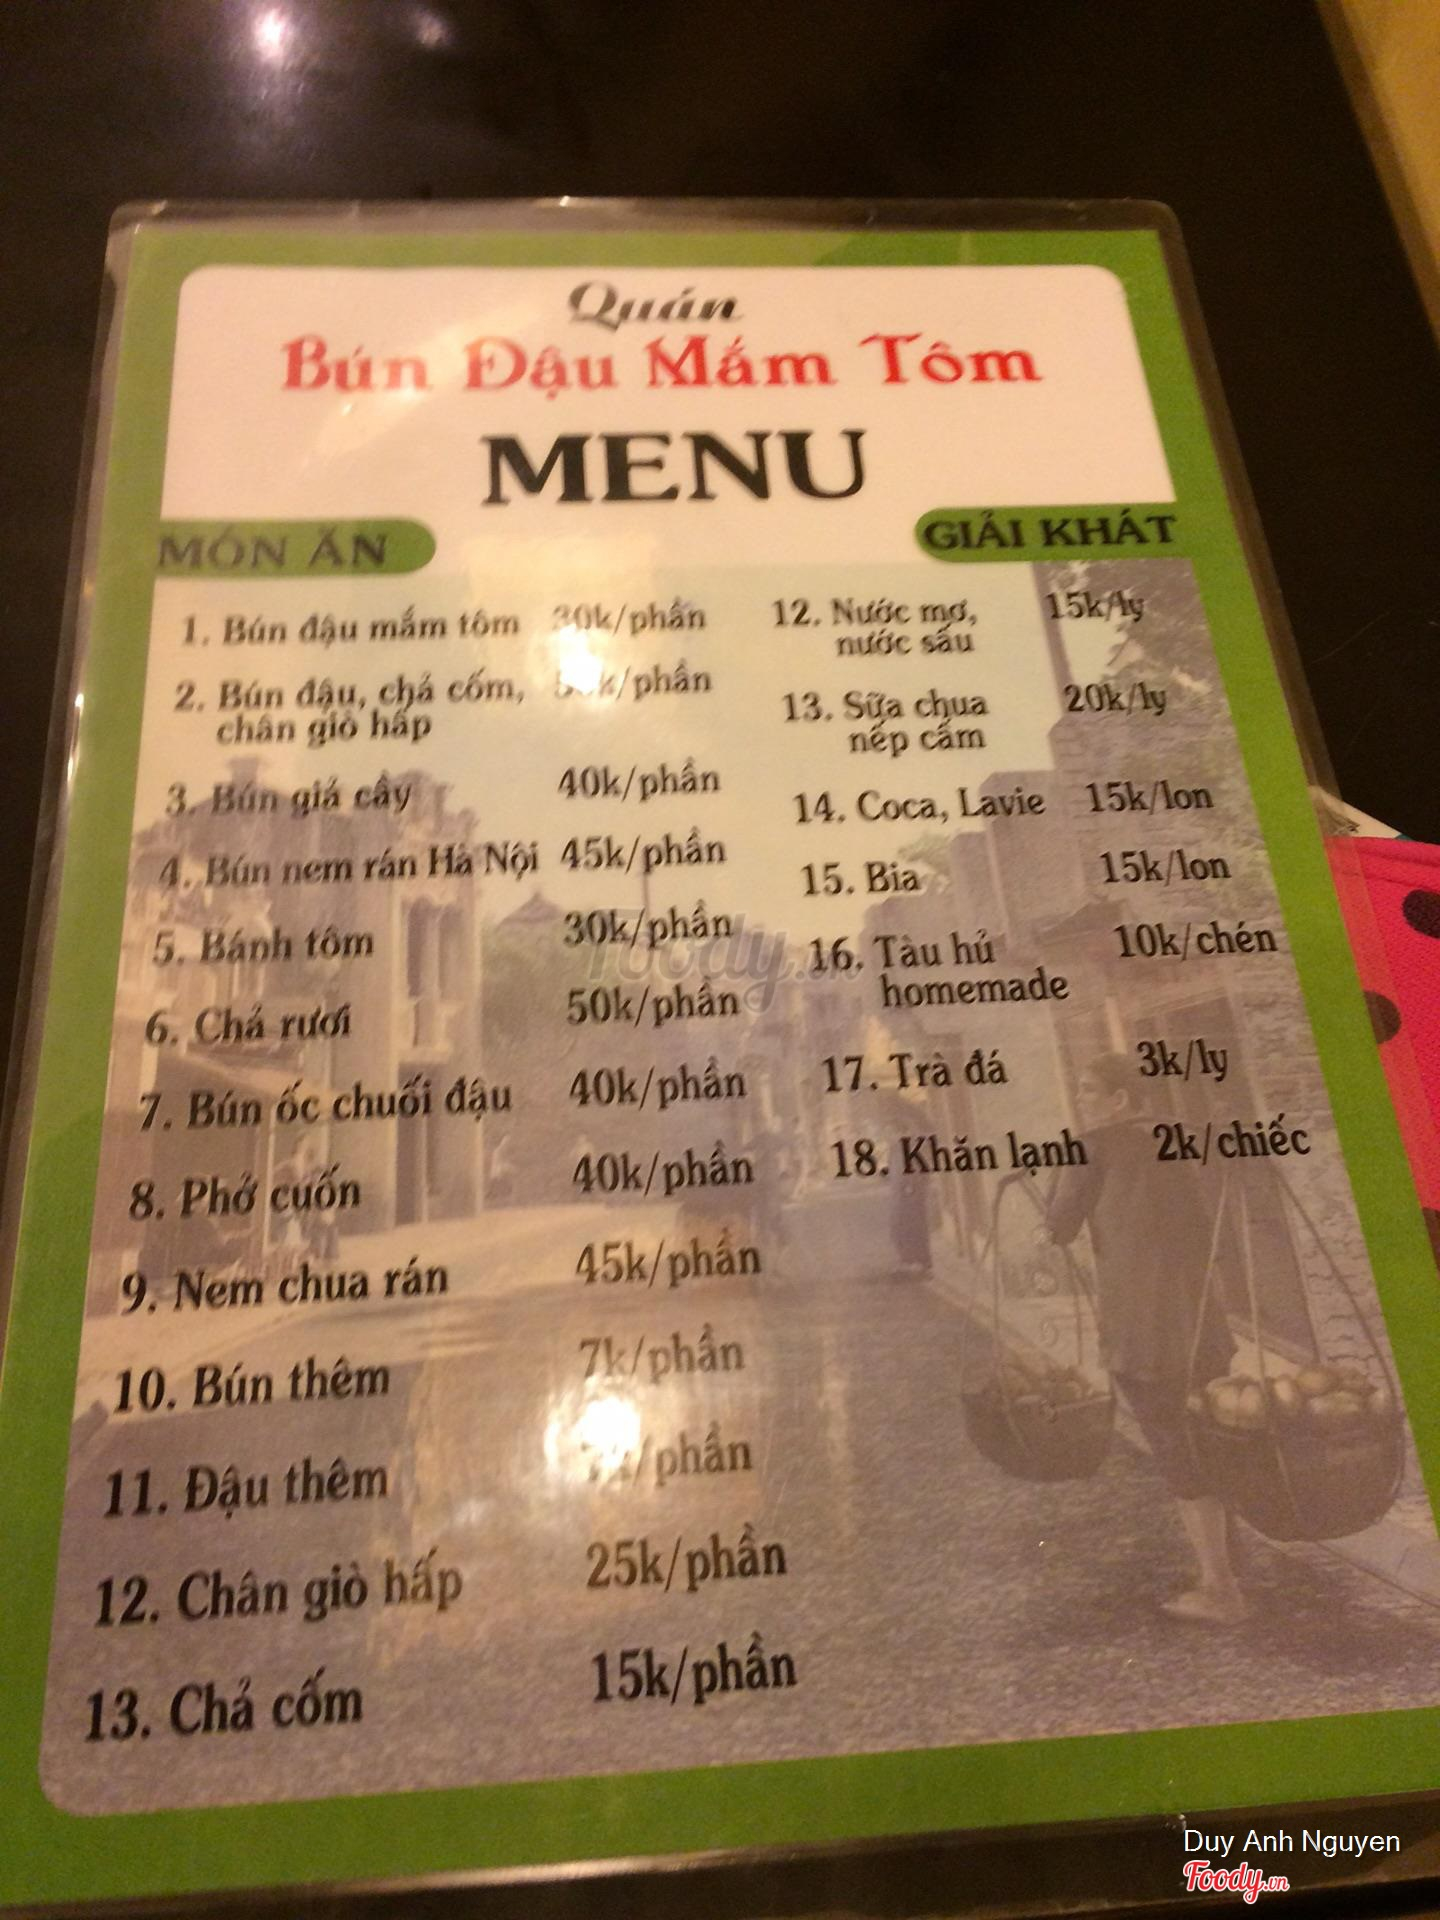 Quán
Bún Đậu Mắm Tôm
MENU
MÓN ĂN
1. Bún đậu mắm tôm 30k/phần
2. Bún đậu, chả cốm, /phần
chân giò hấp
3. Bún giả cầy 40k/phần
4. Bún nem rán Hà Nội 45k/phần
5. Bánh tôm 30k/phần
6. Chả rươi 50k/phần
7. Bún ốc chuối đậu 40k/phần
8. Phở cuốn 40k/phần
9. Nem chua rán 45k/phần
10. Bún thêm 7k/phần
11. Đậu thêm /phần
12. Chân giò hấp 25k/phần
13. Chả cốm 15k/phần
GIẢI KHÁT
12. Nước mơ, 15k/ly
nước sấu
13. Sữa chua 20k/ly
nếp cẩm
14. Coca, Lavie 15k/lon
15. Bia 15k/lon
16. Tàu hủ 10k/chén
homemade
17. Trà đá 3k/ly
18. Khăn lạnh 2k/chiếc
Foody.vn
Duy Anh Nguyen
Foody.vn